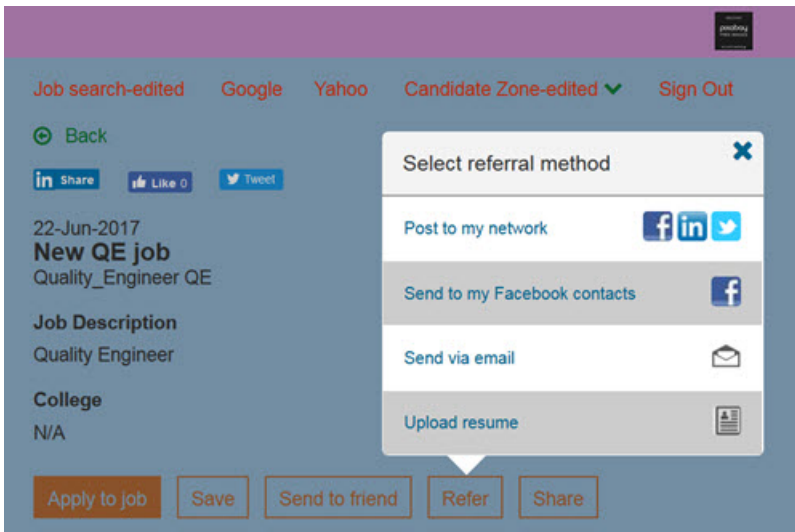 pixabay
Job search-edited Google Yahoo Candidate Zone-edited Sign Out
Back
in Share Like 0 Tweet
22-Jun-2017
New QE job
Quality_Engineer QE
Job Description
Quality Engineer
College
N/A
Select referral method
Post to my network
Send to my Facebook contacts
Send via email
Upload resume
Apply to job Save Send to friend Refer Share